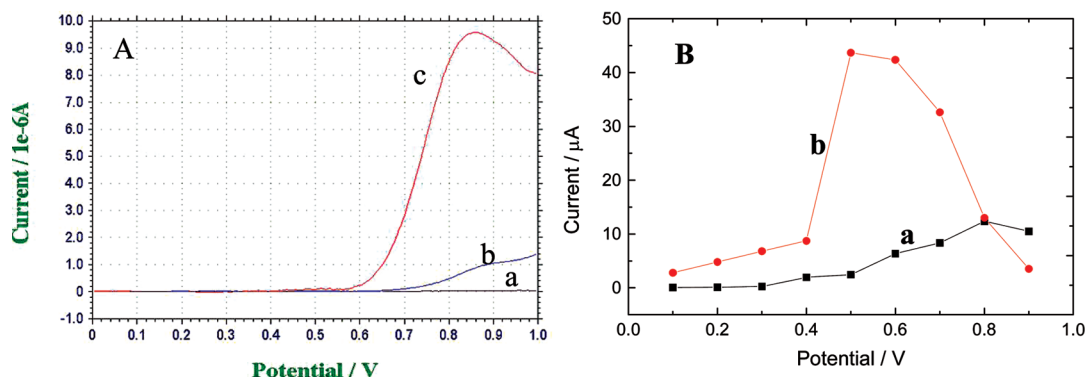 A
10.0
9.0
8.0
7.0
6.0
5.0
4.0
3.0
2.0
1.0
0.0
-1.0
c
b
a
0 0.1 0.2 0.3 0.4 0.5 0.6 0.7 0.8 0.9 1.0
Current / 1e-6A
Potential / V
B
50
40
30
20
10
0
b
a
0.0 0.2 0.4 0.6 0.8 1.0
Current / μA
Potential / V